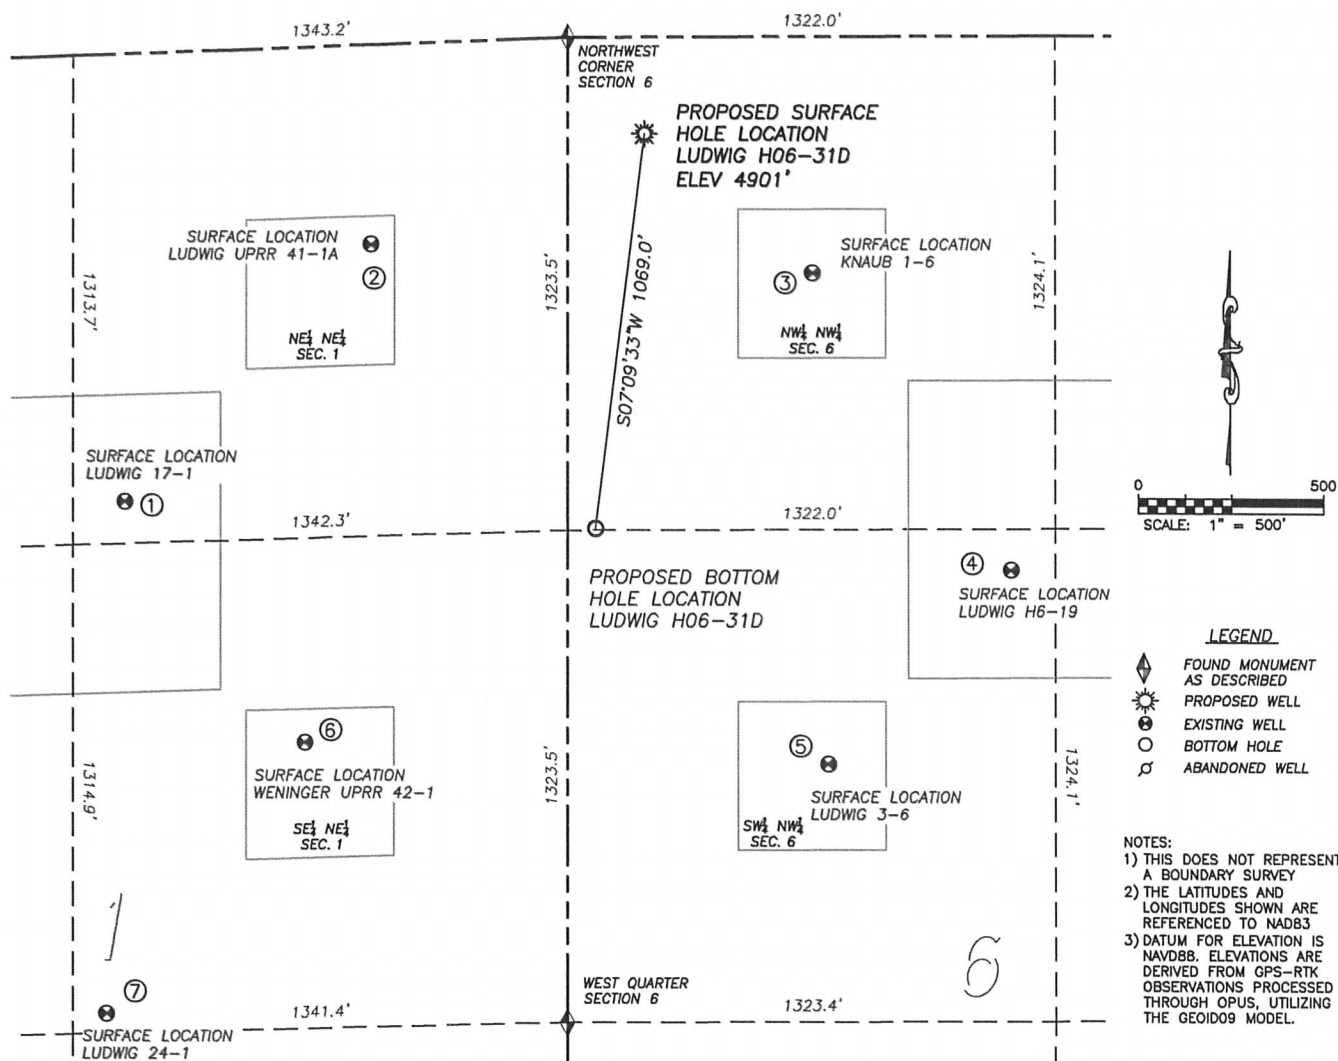 1343.2'
1322.0'
NORTHWEST
CORNER
SECTION 6
PROPOSED SURFACE
HOLE LOCATION
LUDWIG H06-31D
ELEV 4901'
SURFACE LOCATION
LUDWIG UPRR 41-1A
2
NE¼ NE¼
SEC. 1
1313.7'
1323.5'
S07°09'33"W 1069.0'
SURFACE LOCATION
KNAUB 1-6
3
NW¼ NW¼
SEC. 6
1324.1'
SURFACE LOCATION
LUDWIG 17-1
1
1342.3'
1322.0'
PROPOSED BOTTOM
HOLE LOCATION
LUDWIG H06-31D
4
SURFACE LOCATION
LUDWIG H6-19
6
SURFACE LOCATION
WENINGER UPRR 42-1
SE¼ NE¼
SEC. 1
1314.9'
1323.5'
5
SURFACE LOCATION
LUDWIG 3-6
SW¼ NW¼
SEC. 6
1324.1'
1
6
7
SURFACE LOCATION
LUDWIG 24-1
1341.4'
WEST QUARTER
SECTION 6
1323.4'
0 500
SCALE: 1" = 500'
LEGEND
FOUND MONUMENT
AS DESCRIBED
PROPOSED WELL
EXISTING WELL
BOTTOM HOLE
ABANDONED WELL
NOTES:
1) THIS DOES NOT REPRESENT
A BOUNDARY SURVEY
2) THE LATITUDES AND
LONGITUDES SHOWN ARE
REFERENCED TO NAD83
3) DATUM FOR ELEVATION IS
NAVD88. ELEVATIONS ARE
DERIVED FROM GPS-RTK
OBSERVATIONS PROCESSED
THROUGH OPUS, UTILIZING
THE GEOID09 MODEL.